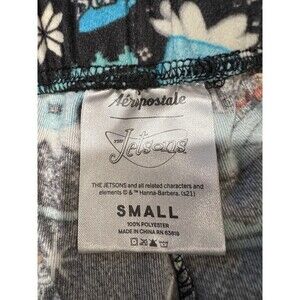 Aéropostale
THE
Jetsons
THE JETSONS and all related characters and
elements © & ™ Hanna-Barbera. (s21)
SMALL
100% POLYESTER
MADE IN CHINA RN 63819